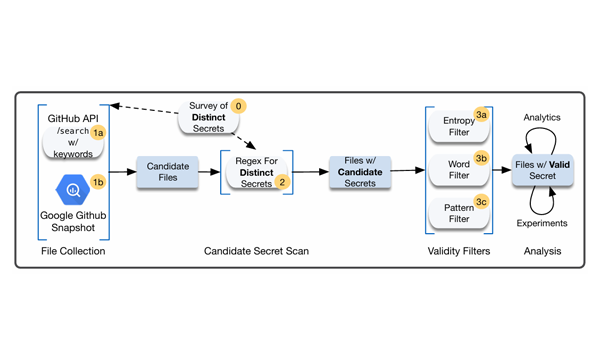 GitHub API
/search
w/
keywords
1a
1b
Google Github
Snapshot
File Collection
Survey of
Distinct
Secrets
0
Candidate
Files
Regex For
Distinct
Secrets
2
Files w/
Candidate
Secrets
Candidate Secret Scan
Entropy
Filter
3a
Word
Filter
3b
Pattern
Filter
3c
Validity Filters
Analytics
Files w/ Valid
Secret
Experiments
Analysis